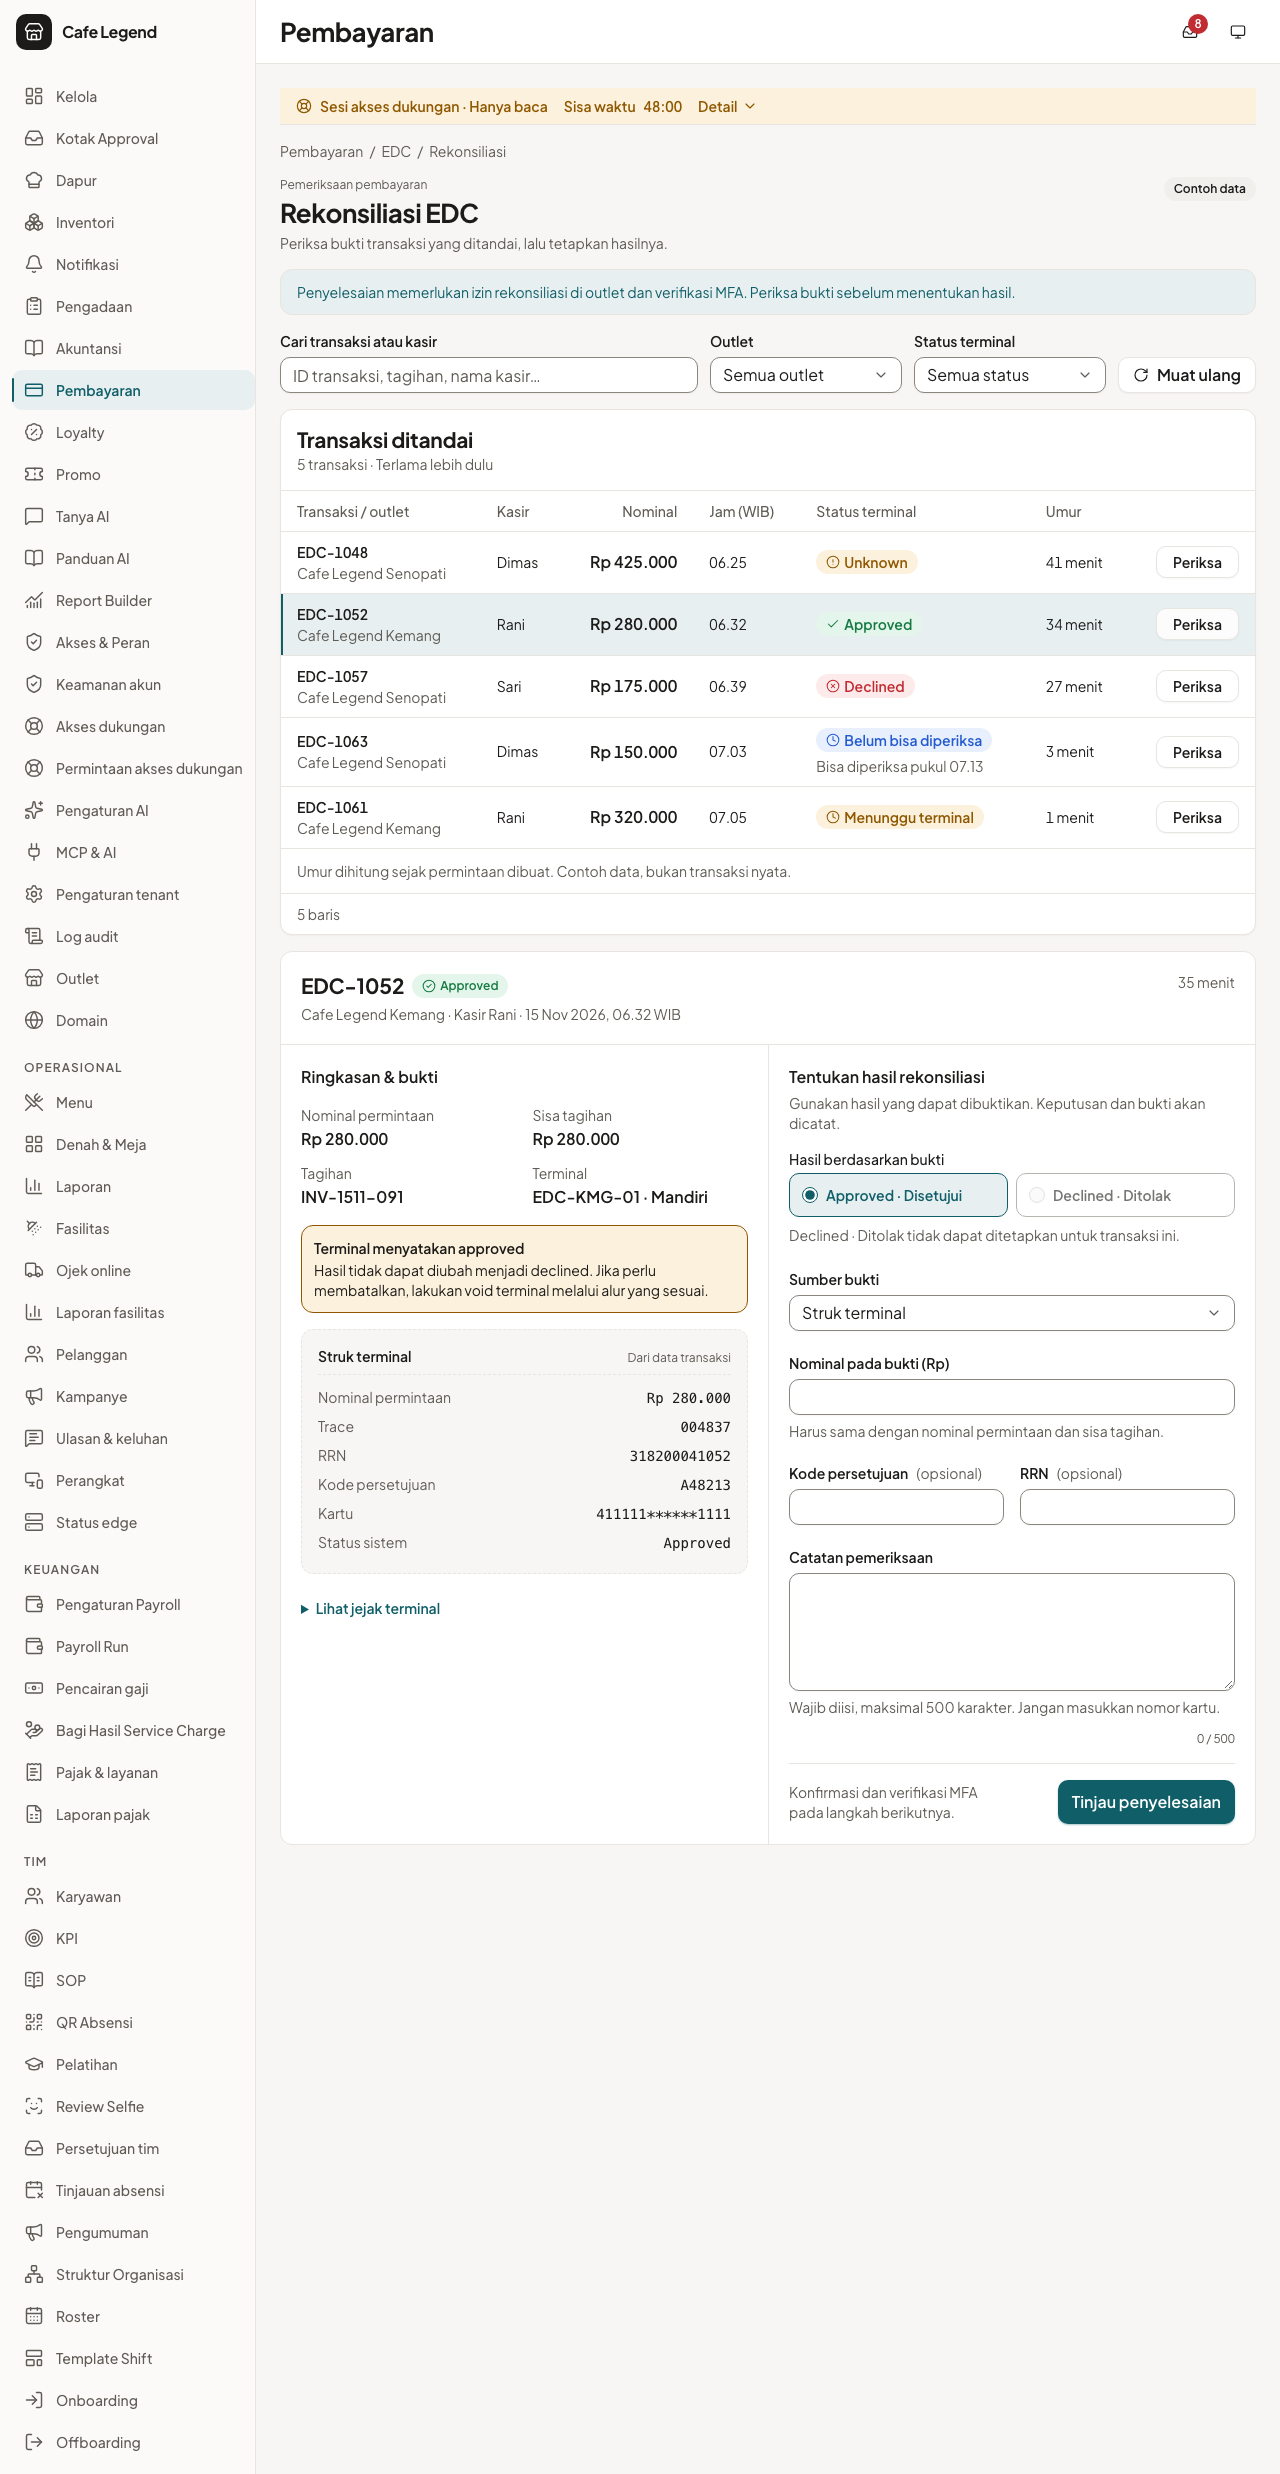 Cafe Legend
Pembayaran
8
Kelola
Kotak Approval
Dapur
Inventori
Notifikasi
Pengadaan
Akuntansi
Pembayaran
Loyalty
Promo
Tanya AI
Panduan AI
Report Builder
Akses & Peran
Keamanan akun
Akses dukungan
Permintaan akses dukungan
Pengaturan AI
MCP & AI
Pengaturan tenant
Log audit
Outlet
Domain
OPERASIONAL
Menu
Denah & Meja
Laporan
Fasilitas
Ojek online
Laporan fasilitas
Pelanggan
Kampanye
Ulasan & keluhan
Perangkat
Status edge
KEUANGAN
Pengaturan Payroll
Payroll Run
Pencairan gaji
Bagi Hasil Service Charge
Pajak & layanan
Laporan pajak
TIM
Karyawan
KPI
SOP
QR Absensi
Pelatihan
Review Selfie
Persetujuan tim
Tinjauan absensi
Pengumuman
Struktur Organisasi
Roster
Template Shift
Onboarding
Offboarding
Sesi akses dukungan · Hanya baca Sisa waktu 48:00 Detail
Pembayaran / EDC / Rekonsiliasi
Pemeriksaan pembayaran
Contoh data
Rekonsiliasi EDC
Periksa bukti transaksi yang ditandai, lalu tetapkan hasilnya.
Penyelesaian memerlukan izin rekonsiliasi di outlet dan verifikasi MFA. Periksa bukti sebelum menentukan hasil.
Cari transaksi atau kasir Outlet Status terminal
ID transaksi, tagihan, nama kasir... Semua outlet Semua status Muat ulang
Transaksi ditandai
5 transaksi · Terlama lebih dulu
Transaksi / outlet Kasir Nominal Jam (WIB) Status terminal Umur
EDC-1048
Cafe Legend Senopati Dimas Rp 425.000 06.25 Unknown 41 menit Periksa
EDC-1052
Cafe Legend Kemang Rani Rp 280.000 06.32 Approved 34 menit Periksa
EDC-1057
Cafe Legend Senopati Sari Rp 175.000 06.39 Declined 27 menit Periksa
EDC-1063
Cafe Legend Senopati Dimas Rp 150.000 07.03 Belum bisa diperiksa 3 menit Periksa
Bisa diperiksa pukul 07.13
EDC-1061
Cafe Legend Kemang Rani Rp 320.000 07.05 Menunggu terminal 1 menit Periksa
Umur dihitung sejak permintaan dibuat. Contoh data, bukan transaksi nyata.
5 baris
EDC-1052 Approved 35 menit
Cafe Legend Kemang · Kasir Rani · 15 Nov 2026, 06.32 WIB
Ringkasan & bukti
Nominal permintaan Sisa tagihan
Rp 280.000 Rp 280.000
Tagihan Terminal
INV-1511-091 EDC-KMG-01 · Mandiri
Terminal menyatakan approved
Hasil tidak dapat diubah menjadi declined. Jika perlu
membatalkan, lakukan void terminal melalui alur yang sesuai.
Struk terminal Dari data transaksi
Nominal permintaan Rp 280.000
Trace 004837
RRN 318200041052
Kode persetujuan A48213
Kartu 411111******1111
Status sistem Approved
Lihat jejak terminal
Tentukan hasil rekonsiliasi
Gunakan hasil yang dapat dibuktikan. Keputusan dan bukti akan
dicatat.
Hasil berdasarkan bukti
Approved · Disetujui Declined · Ditolak
Declined · Ditolak tidak dapat ditetapkan untuk transaksi ini.
Sumber bukti
Struk terminal
Nominal pada bukti (Rp)
Harus sama dengan nominal permintaan dan sisa tagihan.
Kode persetujuan (opsional) RRN (opsional)
Catatan pemeriksaan
Wajib diisi, maksimal 500 karakter. Jangan masukkan nomor kartu.
0 / 500
Konfirmasi dan verifikasi MFA
pada langkah berikutnya.
Tinjau penyelesaian